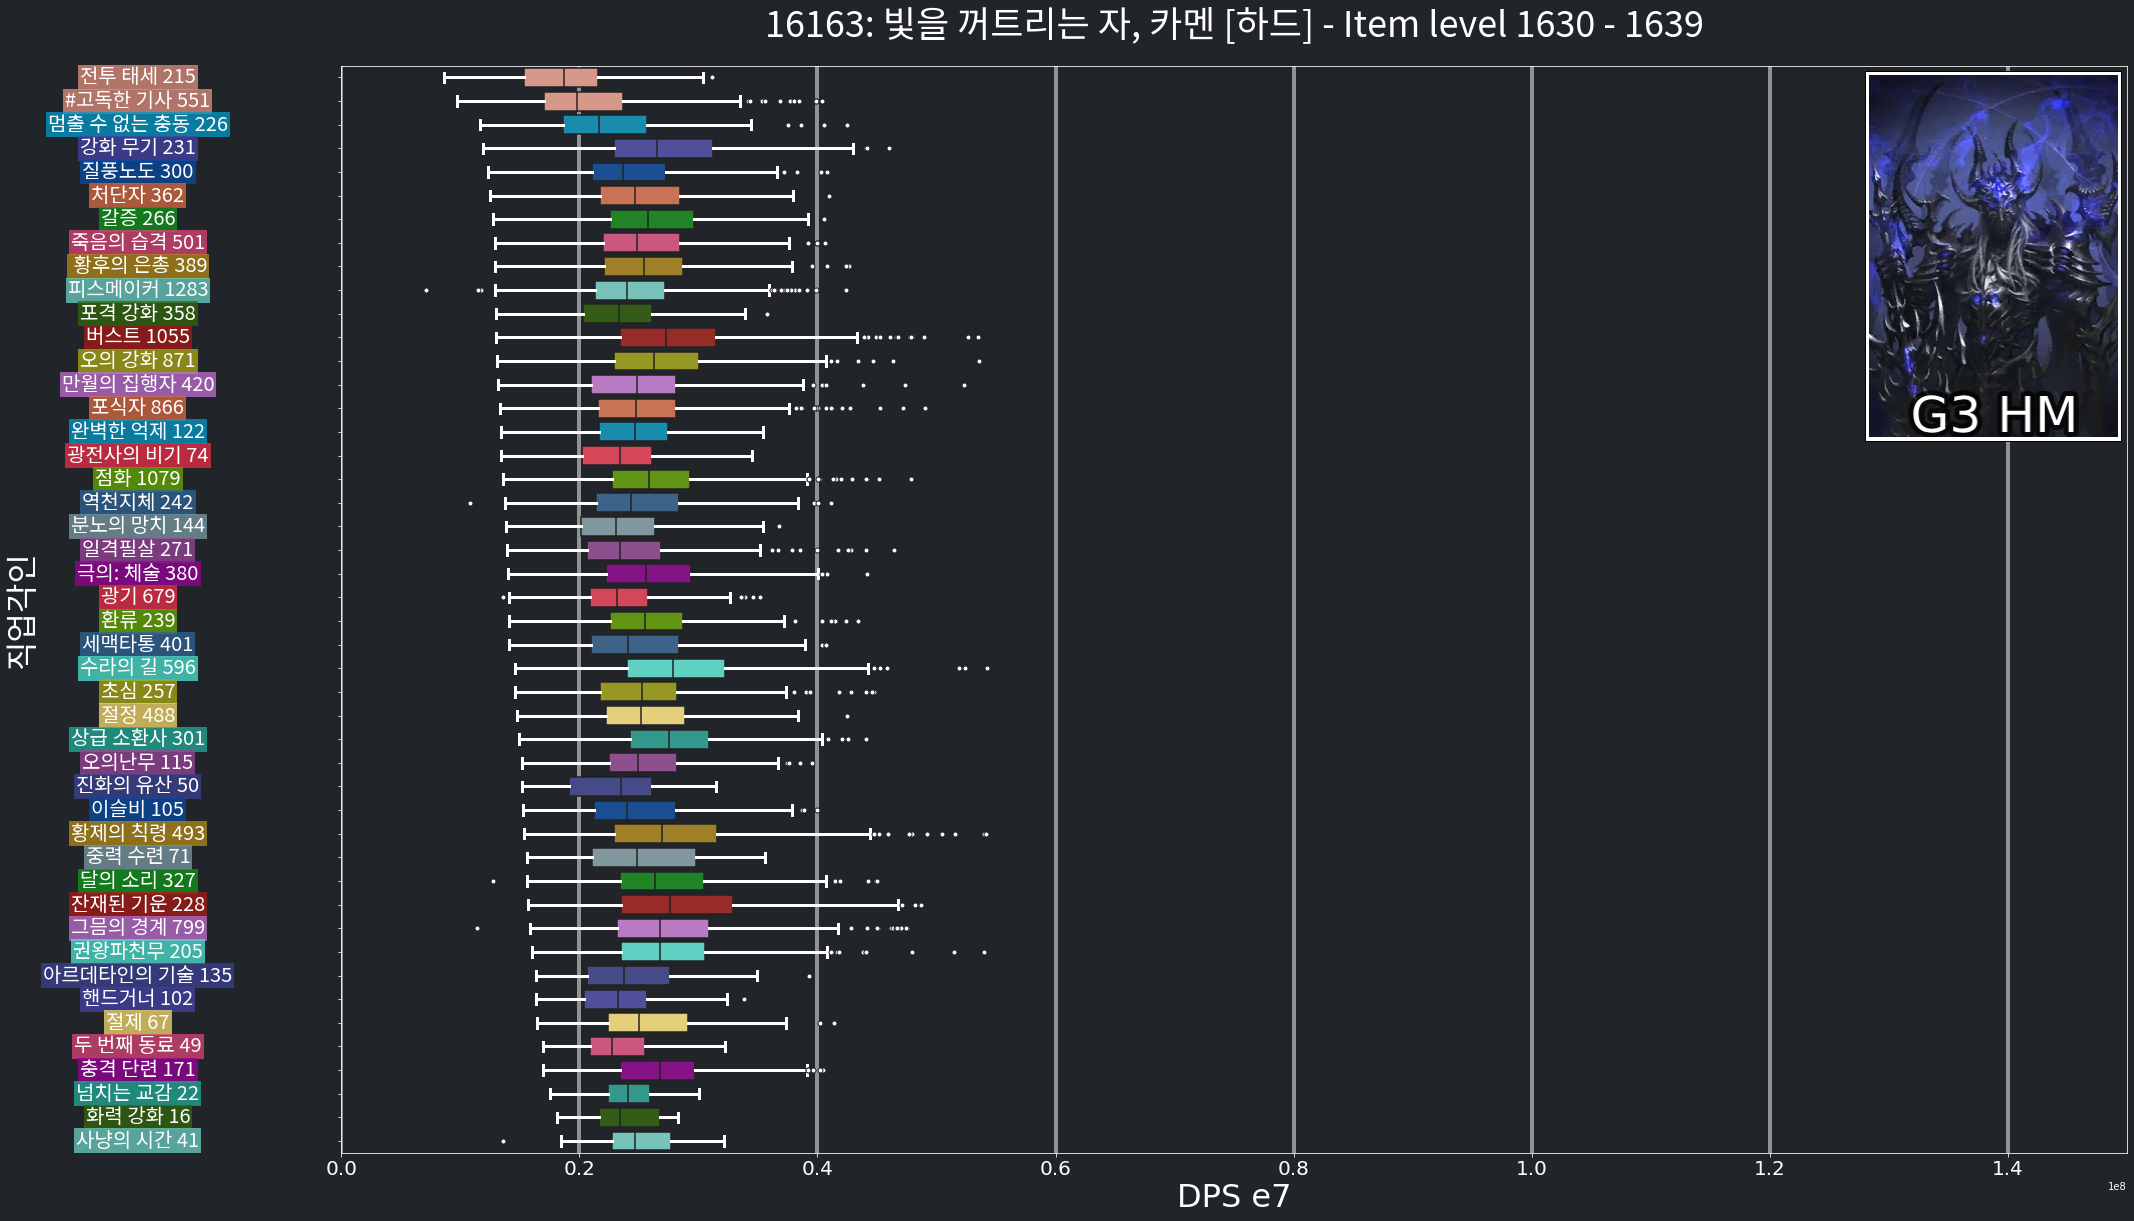 16163: 빛을 꺼트리는 자, 카멘 [하드] - Item level 1630 - 1639
전투 태세 215
#고독한 기사 551
멈출 수 없는 충동 226
강화 무기 231
질풍노도 300
처단자 362
갈증 266
죽음의 습격 501
황후의 은총 389
피스메이커 1283
포격 강화 358
버스트 1055
오의 강화 871
만월의 집행자 420
포식자 866
완벽한 억제 122
광전사의 비기 74
점화 1079
역천지체 242
분노의 망치 144
일격필살 271
극의: 체술 380
광기 679
환류 239
세맥타통 401
수라의 길 596
초심 257
절정 488
상급 소환사 301
오의난무 115
진화의 유산 50
이슬비 105
황제의 칙령 493
중력 수련 71
달의 소리 327
잔재된 기운 228
그믐의 경계 799
권왕파천무 205
아르데타인의 기술 135
핸드거너 102
절제 67
두 번째 동료 49
충격 단련 171
넘치는 교감 22
화력 강화 16
사냥의 시간 41
직업각인
G3 HM
0.0 0.2 0.4 0.6 0.8 1.0 1.2 1.4
1e8
DPS e7